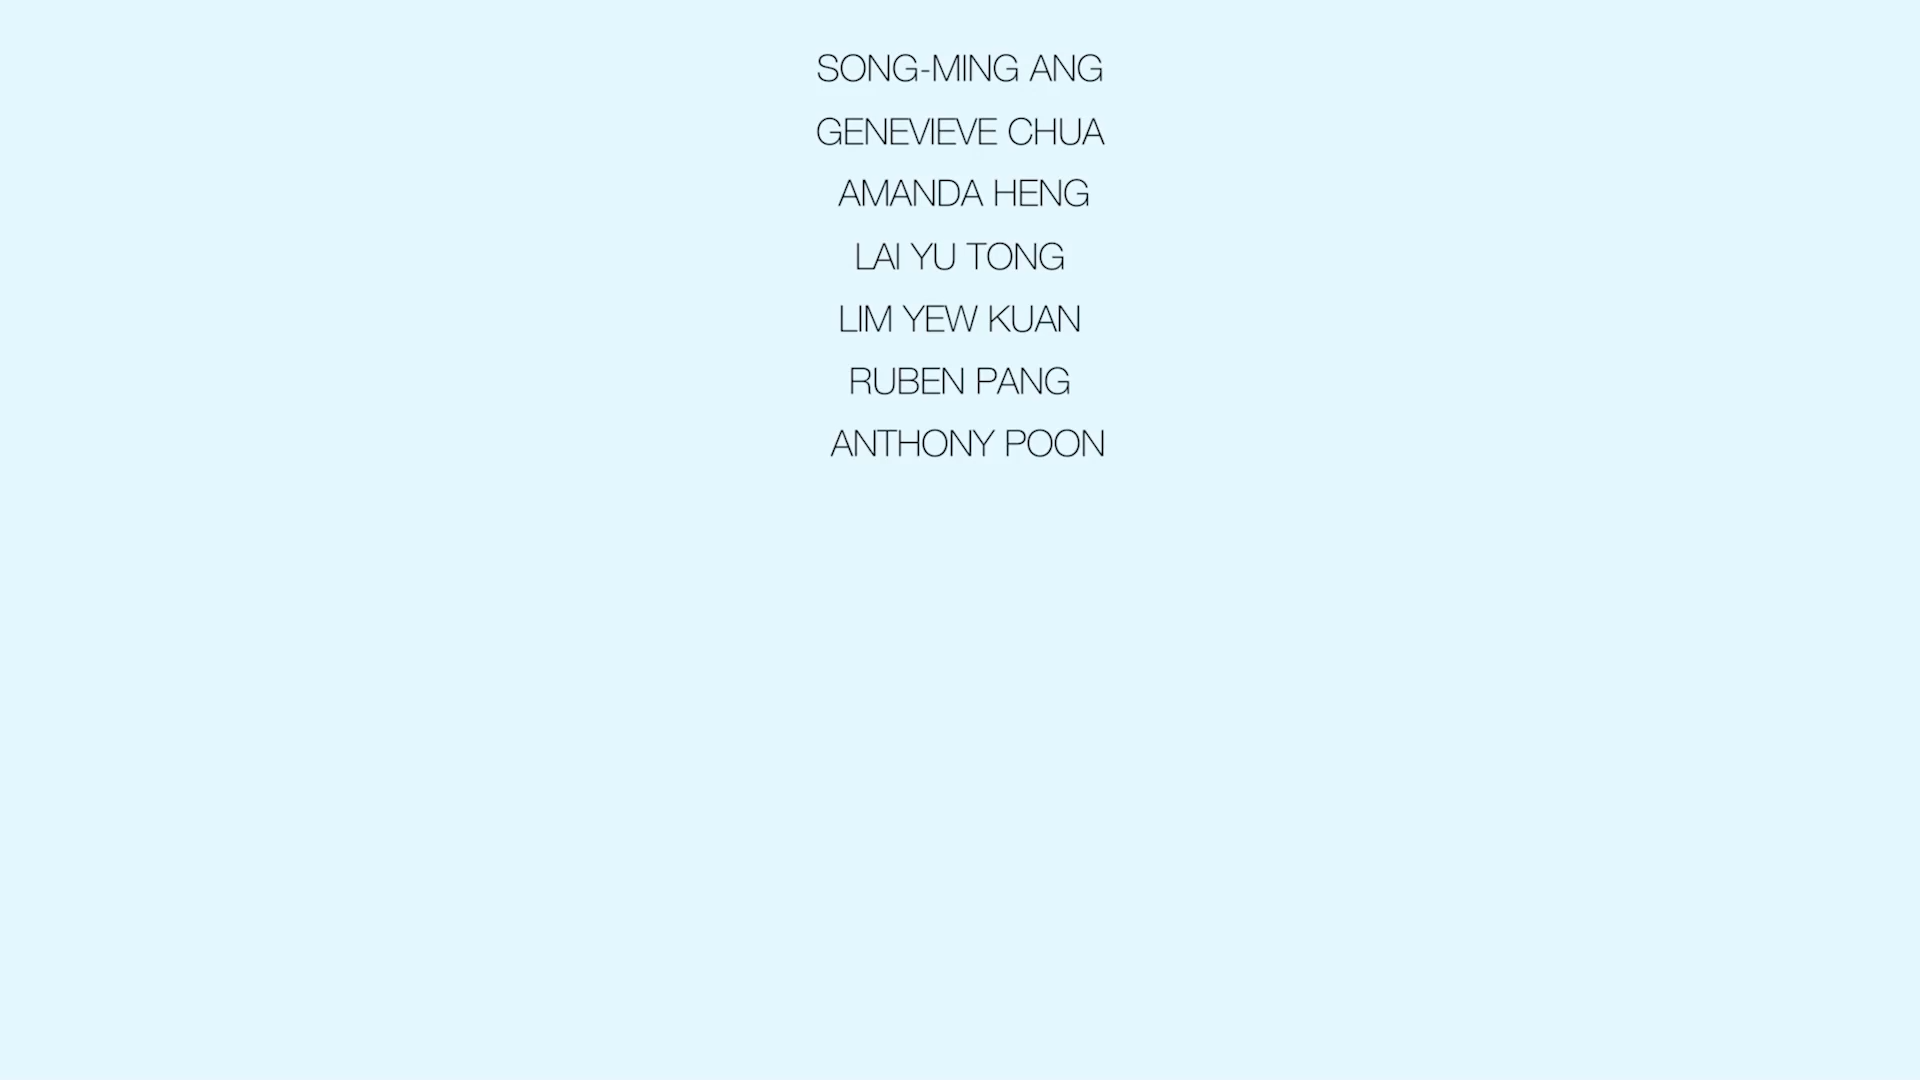 SONG-MING ANG
GENEVIEVE CHUA
AMANDA HENG
LAI YU TONG
LIM YEW KUAN
RUBEN PANG
ANTHONY POON